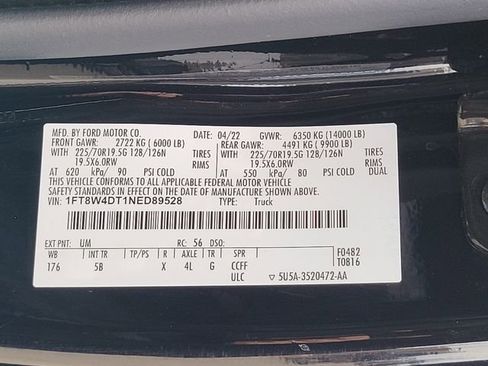 MFD. BY FORD MOTOR CO. 04/22 GVWR: 6350 KG (14000 LB)
FRONT GAWR: 2722 KG (6000 LB) REAR GAWR: 4491 KG (9900 LB)
WITH 225/70R19.5G 128/126N TIRES WITH 225/70R19.5G 128/126N TIRES
19.5X6.0RW RIMS 19.5X6.0RW RIMS
AT 620 kPa/ 90 PSI COLD AT 550 kPa/ 80 PSI COLD DUAL
THIS VEHICLE CONFORMS TO ALL APPLICABLE FEDERAL MOTOR VEHICLE
SAFETY STANDARDS IN EFFECT ON THE DATE OF MANUFACTURE SHOWN ABOVE.
VIN: 1FT8W4DT1NED89528 TYPE: Truck
EXT PNT: UM RC: 56 DSO:
WB INT TR TP/PS R AXLE TR SPR F0482
176 5B X 4L G CCFF T0816
ULC 5U5A-3520472-AA